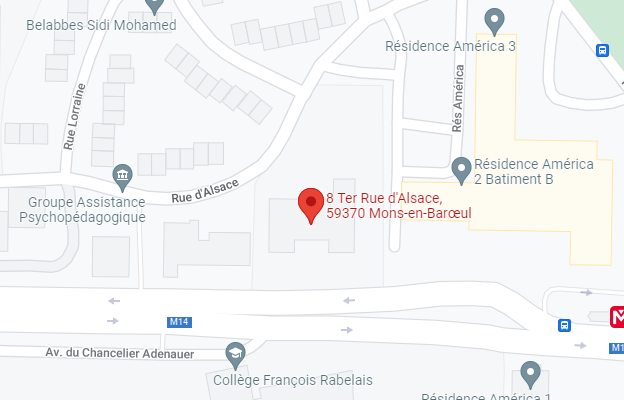 Belabbes Sidi Mohamed
Résidence América 3
Rue Lorraine
Rés América
Résidence América
2 Batiment B
Rue d'Alsace
Groupe Assistance
Psychopédagogique
8 Ter Rue d'Alsace,
59370 Mons-en-Barœul
M14
M1
Av. du Chancelier Adenauer
Collège François Rabelais
Résidence América 1